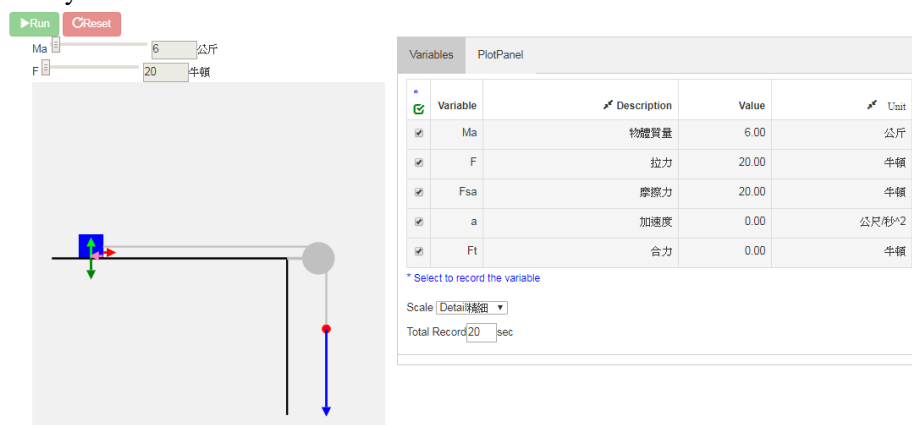 Run Reset
Ma 6 公斤
F 20 牛頓
Variables PlotPanel
* Variable Description Value Unit
Ma 物體質量 6.00 公斤
F 拉力 20.00 牛頓
Fsa 摩擦力 20.00 牛頓
a 加速度 0.00 公尺/秒^2
Ft 合力 0.00 牛頓
* Select to record the variable
Scale Detail精細
Total Record 20 sec